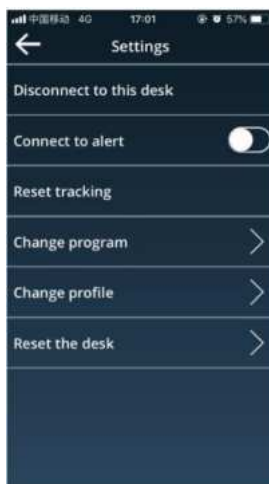 中国移动 4G 17:01 57%
Settings
Disconnect to this desk
Connect to alert
Reset tracking
Change program
Change profile
Reset the desk